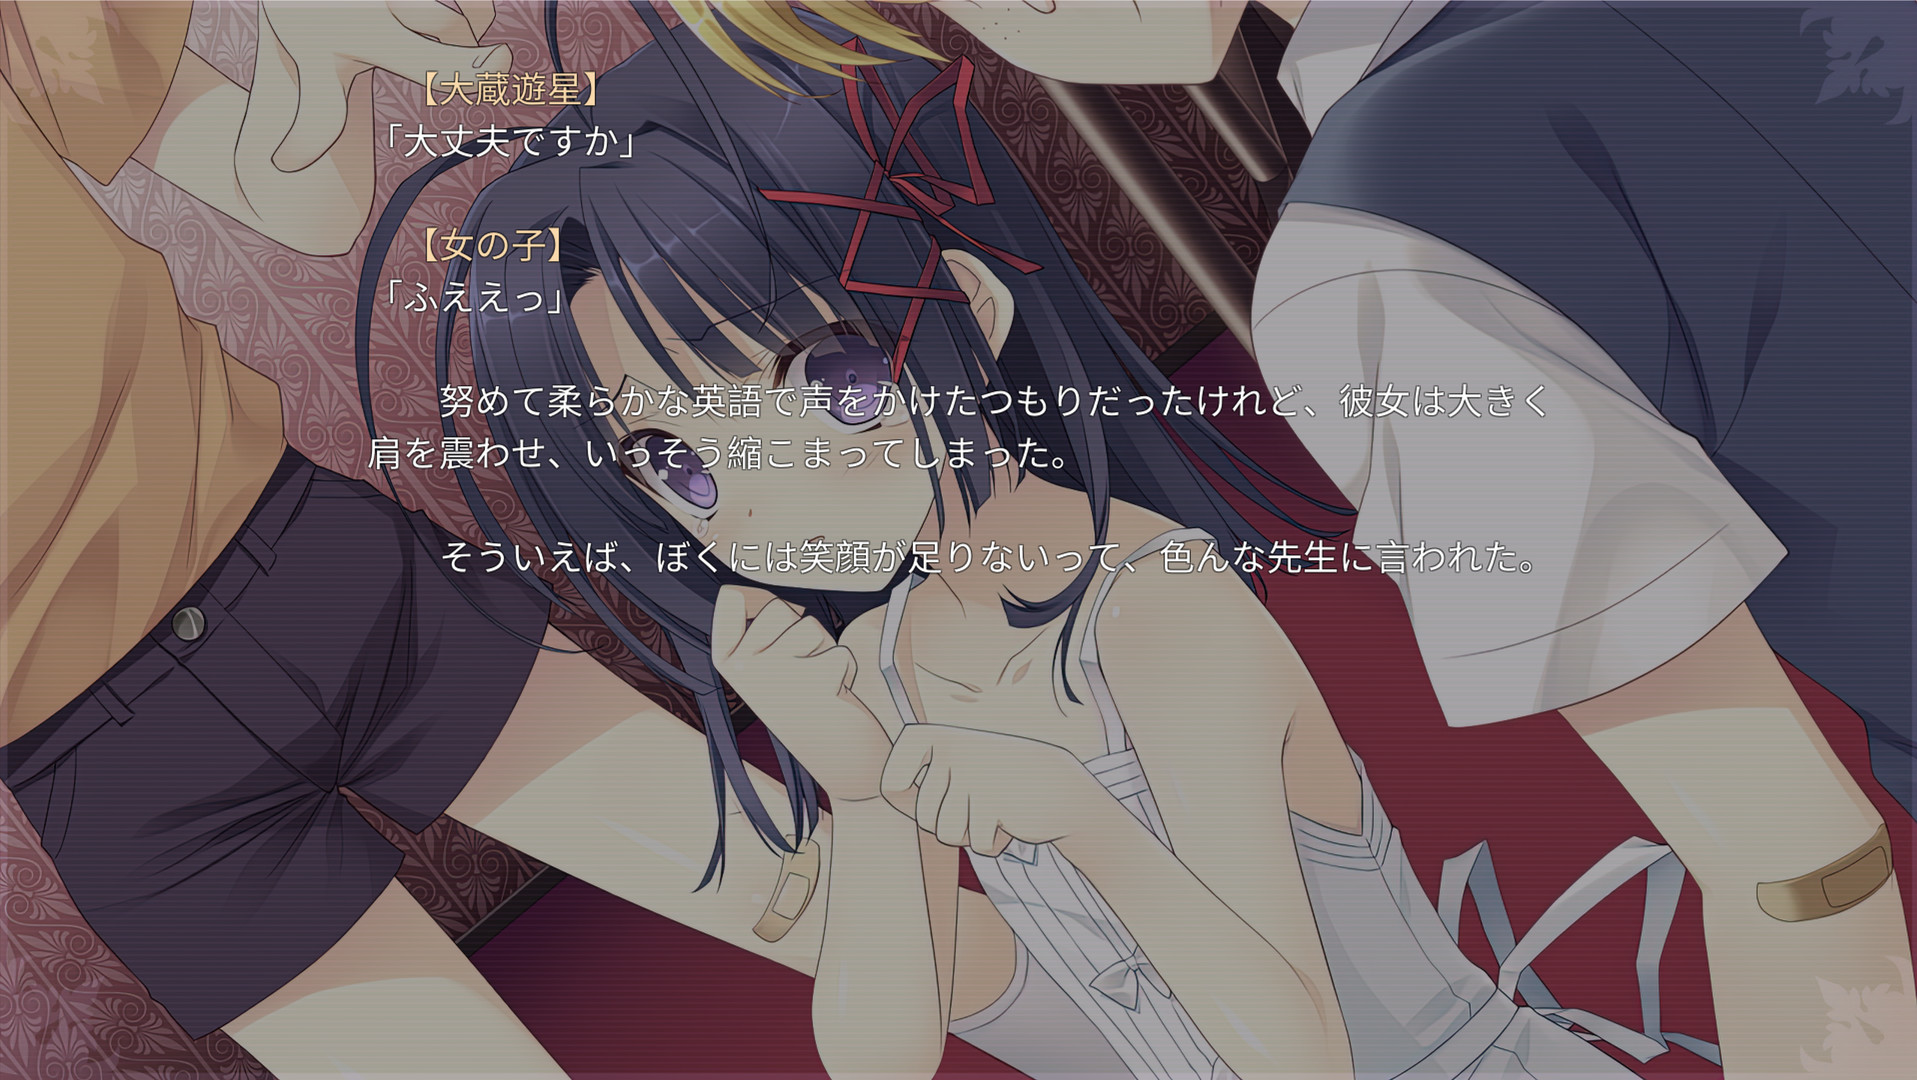 【大蔵遊星】
「大丈夫ですか」
【女の子】
「ふええっ」
努めて柔らかな英語で声をかけたつもりだったけれど、彼女は大きく
肩を震わせ、いっそう縮こまってしまった。
そういえば、ぼくには笑顔が足りないって、色んな先生に言われた。